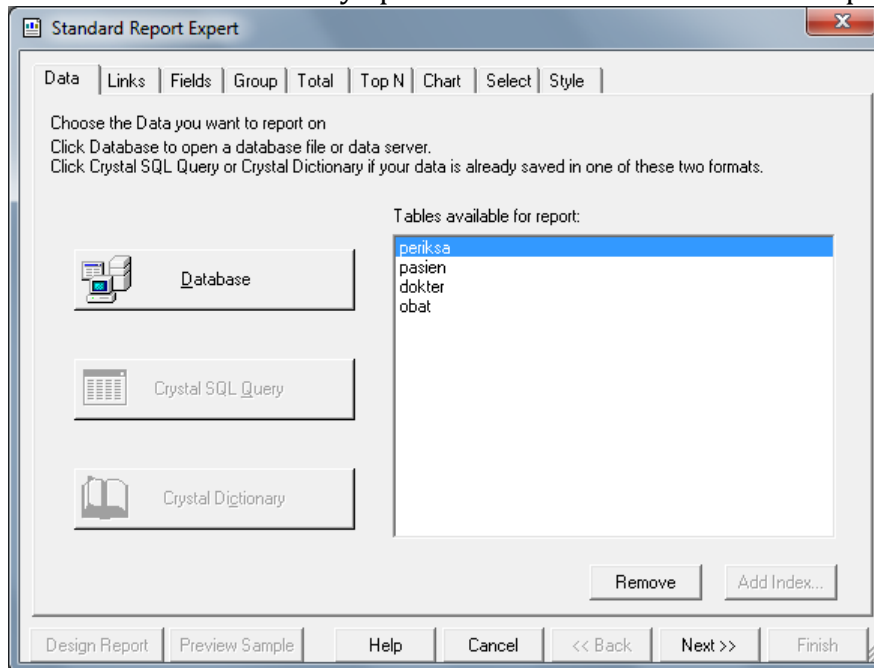 Standard Report Expert
Data Links Fields Group Total Top N Chart Select Style
Choose the Data you want to report on
Click Database to open a database file or data server.
Click Crystal SQL Query or Crystal Dictionary if your data is already saved in one of these two formats.
Tables available for report:
periksa
pasien
dokter
obat
Database
Crystal SQL Query
Crystal Dictionary
Remove Add Index...
Design Report Preview Sample Help Cancel << Back Next >> Finish